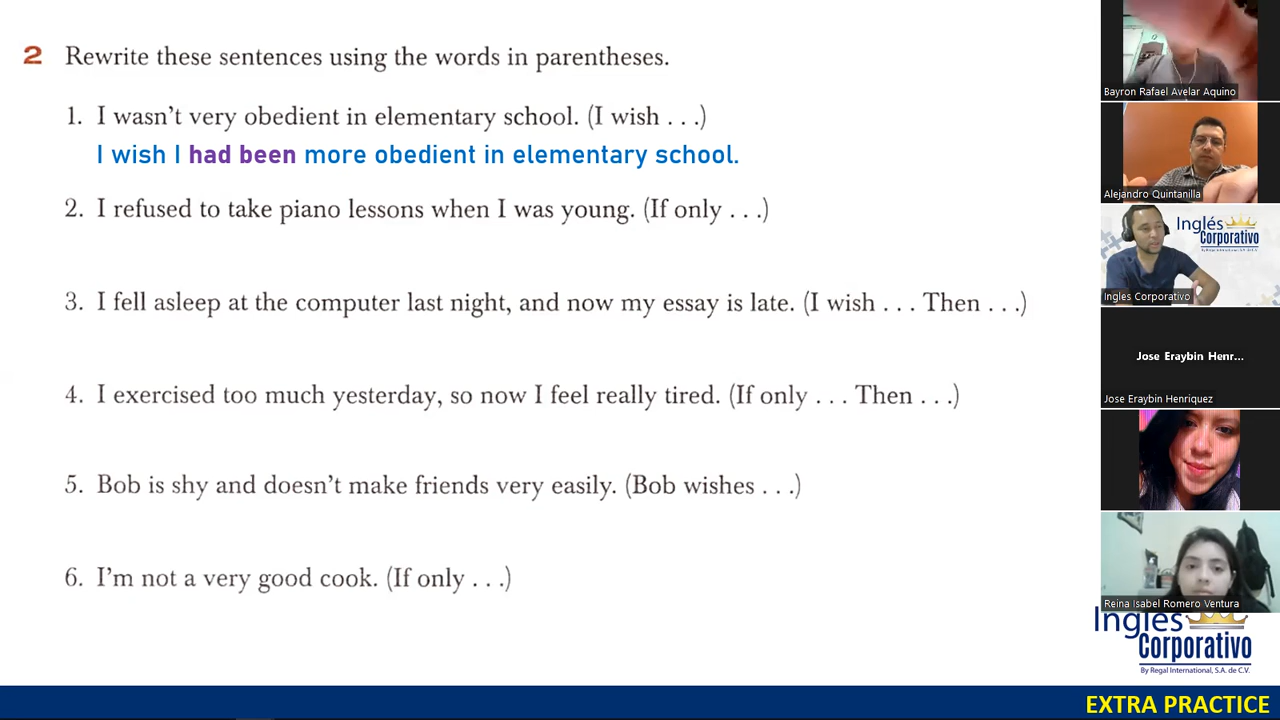 2 Rewrite these sentences using the words in parentheses.
1. I wasn't very obedient in elementary school. (I wish . . .)
I wish I had been more obedient in elementary school.
2. I refused to take piano lessons when I was young. (If only . . .)
3. I fell asleep at the computer last night, and now my essay is late. (I wish . . . Then . . .)
4. I exercised too much yesterday, so now I feel really tired. (If only . . . Then . . .)
5. Bob is shy and doesn't make friends very easily. (Bob wishes . . .)
6. I'm not a very good cook. (If only . . .)
Bayron Rafael Avelar Aquino
Alejandro Quintanilla
Inglés
Corporativo
By Regal International, S.A. de C.V.
Ingles Corporativo
Jose Eraybin Henr...
Jose Eraybin Henriquez
Reina Isabel Romero Ventura
Inglés
Corporativo
By Regal International, S.A. de C.V.
EXTRA PRACTICE